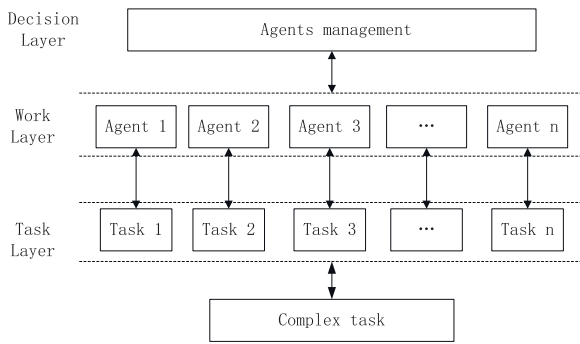 Decision
Layer
Agents management
Work
Layer
Agent 1
Agent 2
Agent 3
…
Agent n
Task
Layer
Task 1
Task 2
Task 3
…
Task n
Complex task